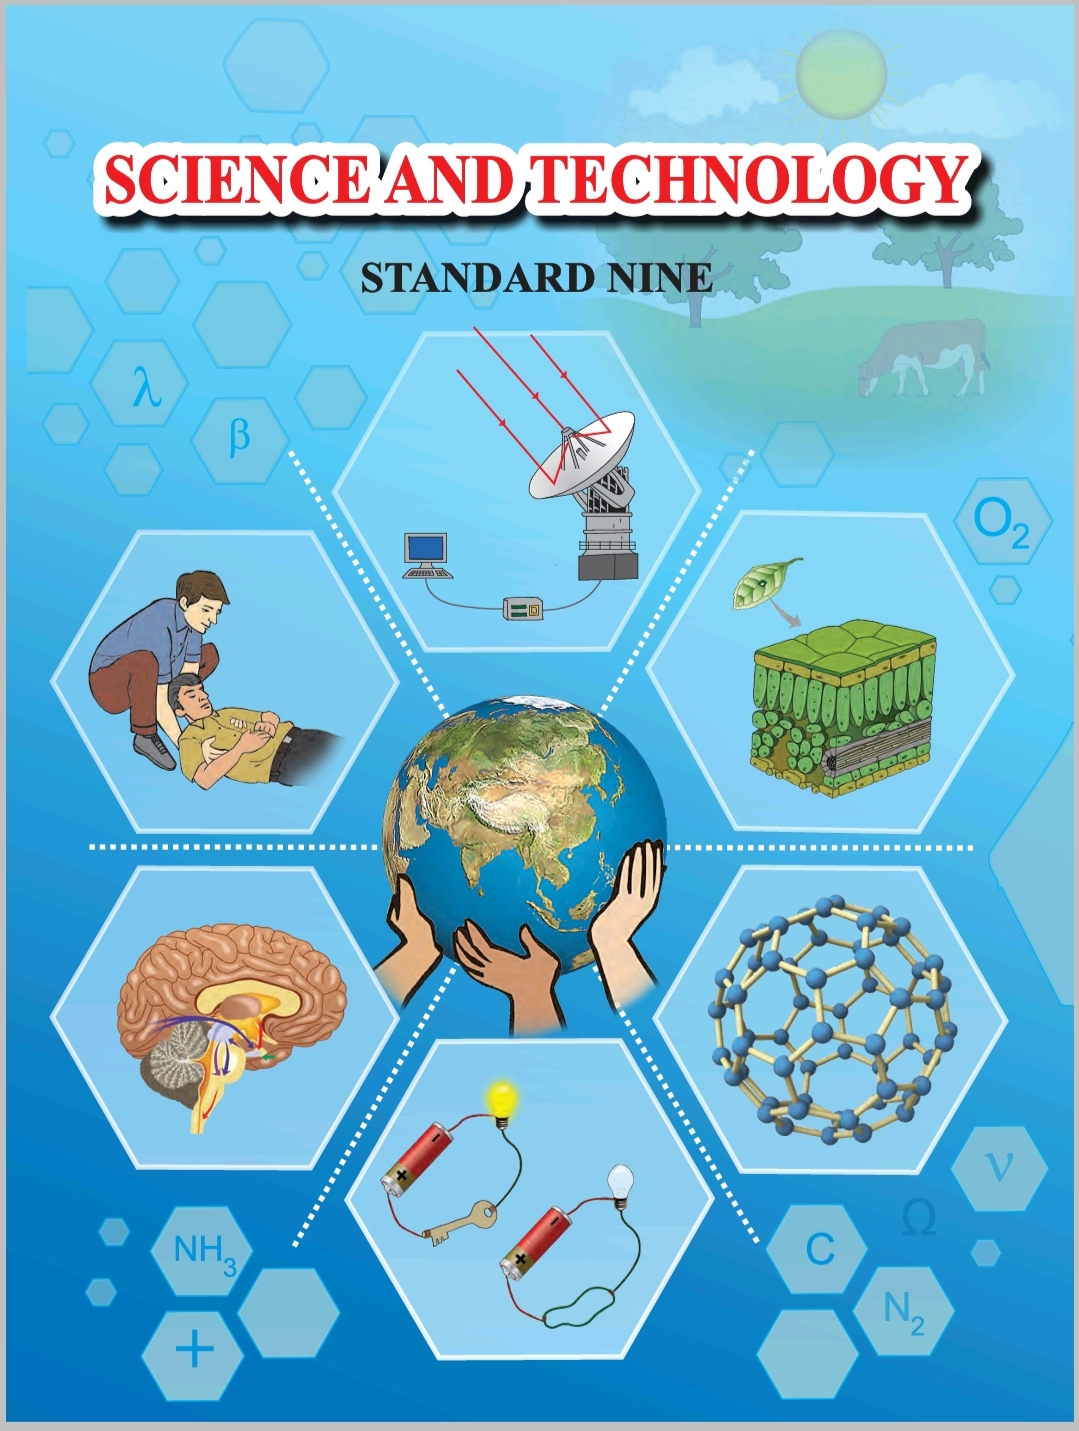 SCIENCE AND TECHNOLOGY
STANDARD NINE
λ
β
O₂
ν
Ω
NH₃
C
+
N₂
-
+
-
+